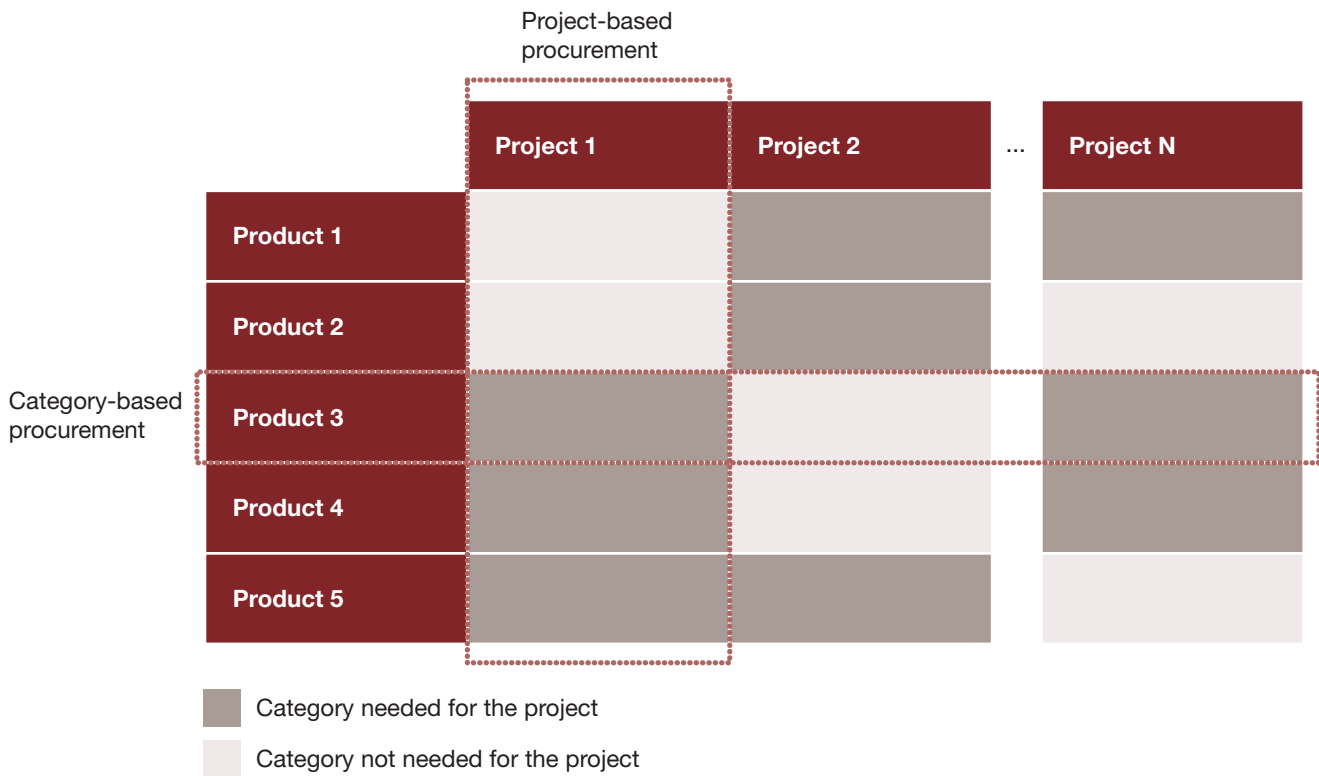 Project-based
procurement
Project 1
Project 2
...
Project N
Product 1
Product 2
Category-based
procurement
Product 3
Product 4
Product 5
Category needed for the project
Category not needed for the project